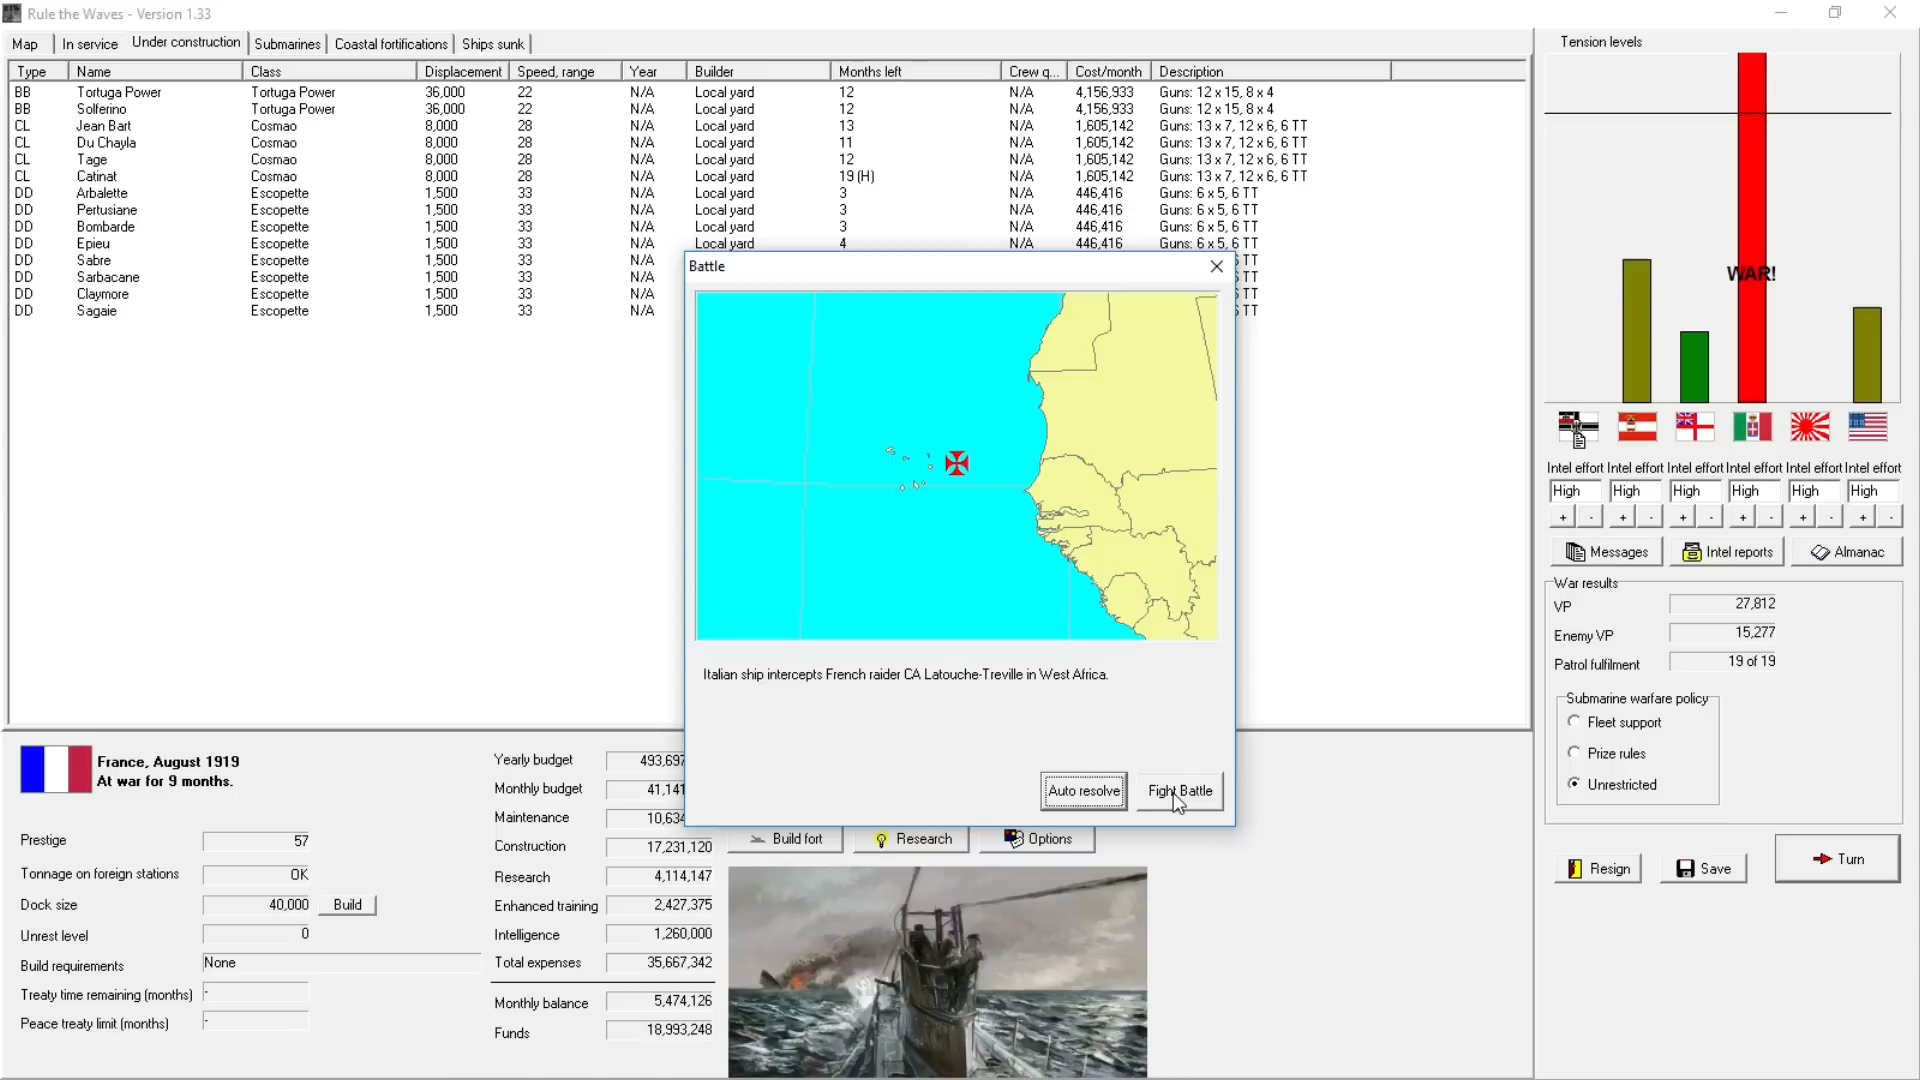 Rule the Waves - Version 1.33
Map In service Under construction Submarines Coastal fortifications Ships sunk
Type Name Class Displacement Speed, range Year Builder Months left Crew q... Cost/month Description
BB Tortuga Power Tortuga Power 36,000 22 N/A Local yard 12 N/A 4,156,933 Guns: 12 x 15, 8 x 4
BB Solferino Tortuga Power 36,000 22 N/A Local yard 12 N/A 4,156,933 Guns: 12 x 15, 8 x 4
CL Jean Bart Cosmao 8,000 28 N/A Local yard 13 N/A 1,605,142 Guns: 13 x 7, 12 x 6, 6 TT
CL Du Chayla Cosmao 8,000 28 N/A Local yard 11 N/A 1,605,142 Guns: 13 x 7, 12 x 6, 6 TT
CL Tage Cosmao 8,000 28 N/A Local yard 12 N/A 1,605,142 Guns: 13 x 7, 12 x 6, 6 TT
CL Catinat Cosmao 8,000 28 N/A Local yard 19 (H) N/A 1,605,142 Guns: 13 x 7, 12 x 6, 6 TT
DD Arbalette Escopette 1,500 33 N/A Local yard 3 N/A 446,416 Guns: 6 x 5, 6 TT
DD Pertusiane Escopette 1,500 33 N/A Local yard 3 N/A 446,416 Guns: 6 x 5, 6 TT
DD Bombarde Escopette 1,500 33 N/A Local yard 3 N/A 446,416 Guns: 6 x 5, 6 TT
DD Epieu Escopette 1,500 33 N/A Local yard 4 N/A 446,416 Guns: 6 x 5, 6 TT
DD Sabre Escopette 1,500 33 N/A TT
DD Sarbacane Escopette 1,500 33 N/A TT
DD Claymore Escopette 1,500 33 N/A TT
DD Sagaie Escopette 1,500 33 N/A TT
Battle
Italian ship intercepts French raider CA Latouche-Treville in West Africa.
Auto resolve Fight Battle
Tension levels
WAR!
Intel effort Intel effort Intel effort Intel effort Intel effort Intel effort
High High High High High High
+ - + - + - + - + - + -
Messages Intel reports Almanac
War results
VP 27,812
Enemy VP 15,277
Patrol fulfilment 19 of 19
Submarine warfare policy
Fleet support
Prize rules
Unrestricted
Resign Save Turn
France, August 1919
At war for 9 months.
Prestige 57
Tonnage on foreign stations OK
Dock size 40,000 Build
Unrest level 0
Build requirements None
Treaty time remaining (months) -
Peace treaty limit (months) -
Yearly budget 493,697
Monthly budget 41,141
Maintenance 10,634
Construction 17,231,120
Research 4,114,147
Enhanced training 2,427,375
Intelligence 1,260,000
Total expenses 35,667,342
Monthly balance 5,474,126
Funds 18,993,248
Build fort Research Options